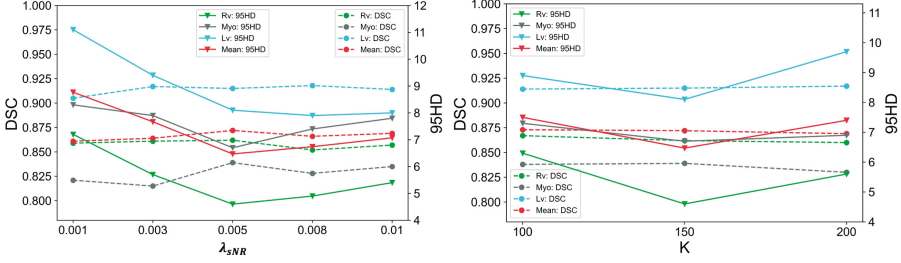 1.000
0.975
0.950
0.925
0.900
0.875
0.850
0.825
0.800
DSC
Rv: 95HD
Myo: 95HD
Lv: 95HD
Mean: 95HD
Rv: DSC
Myo: DSC
Lv: DSC
Mean: DSC
12
11
10
9
8
7
6
5
4
95HD
0.001 0.003 0.005 0.008 0.01
λsNR
1.000
0.975
0.950
0.925
0.900
0.875
0.850
0.825
0.800
DSC
Rv: 95HD
Myo: 95HD
Lv: 95HD
Mean: 95HD
Rv: DSC
Myo: DSC
Lv: DSC
Mean: DSC
11
10
9
8
7
6
5
4
95HD
100 150 200
K